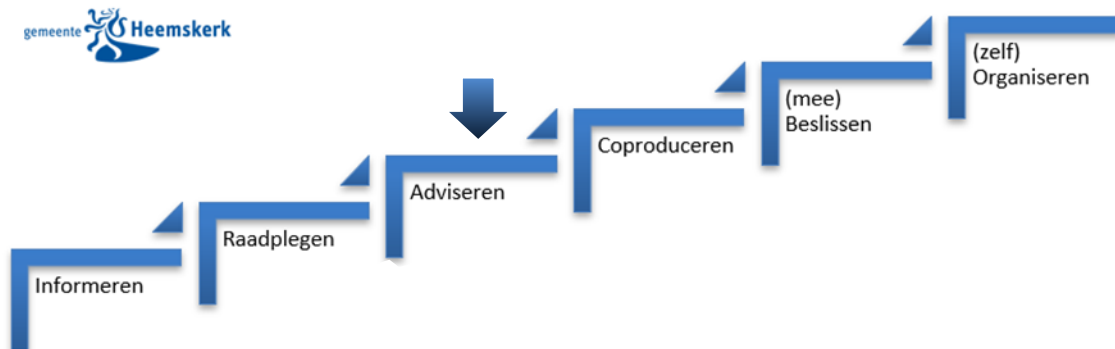 gemeente Heemskerk
(zelf)
Organiseren
(mee)
Beslissen
Coproduceren
Adviseren
Raadplegen
Informeren